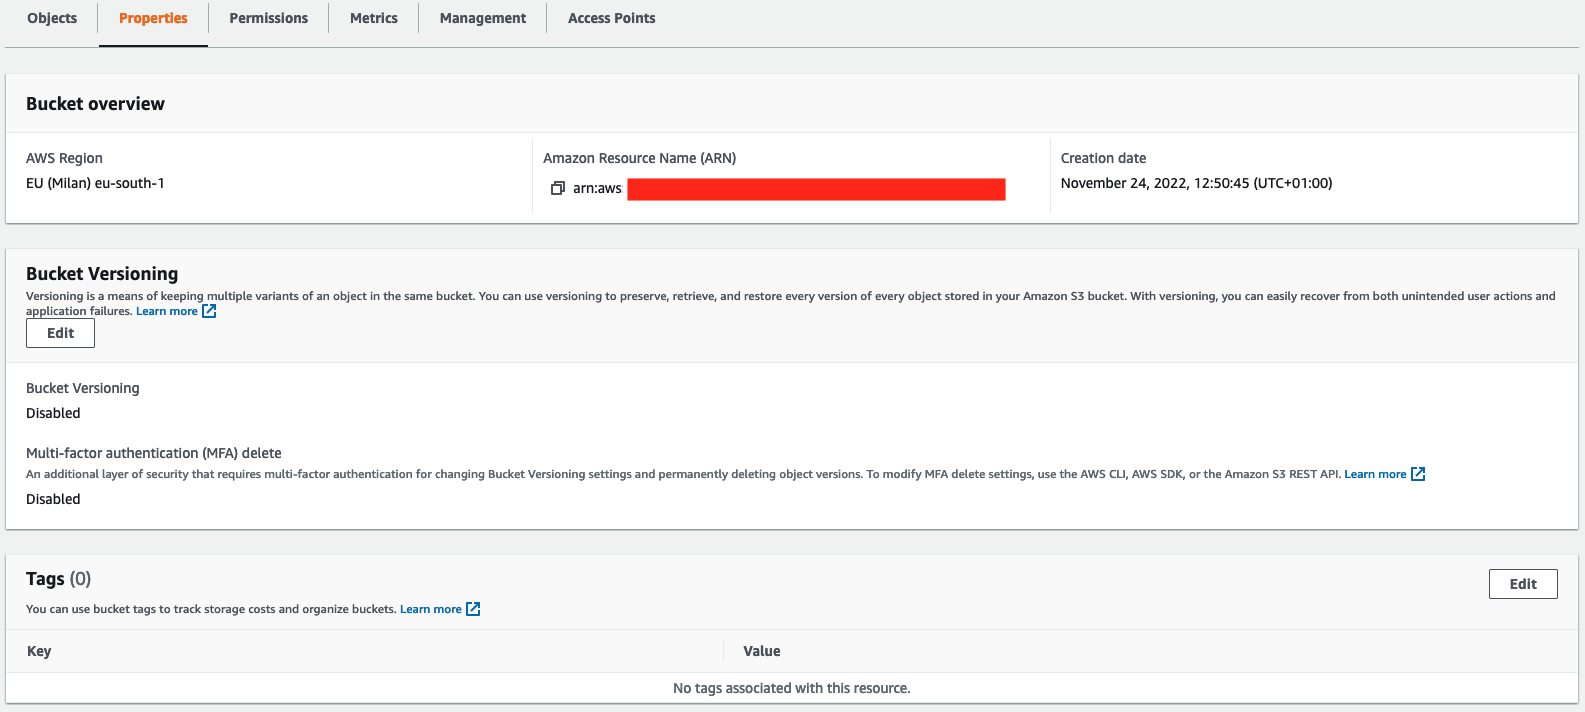 Objects Properties Permissions Metrics Management Access Points
Bucket overview
AWS Region Amazon Resource Name (ARN) Creation date
EU (Milan) eu-south-1 arn:aws: November 24, 2022, 12:50:45 (UTC+01:00)
Bucket Versioning
Versioning is a means of keeping multiple variants of an object in the same bucket. You can use versioning to preserve, retrieve, and restore every version of every object stored in your Amazon S3 bucket. With versioning, you can easily recover from both unintended user actions and
application failures. Learn more
Edit
Bucket Versioning
Disabled
Multi-factor authentication (MFA) delete
An additional layer of security that requires multi-factor authentication for changing Bucket Versioning settings and permanently deleting object versions. To modify MFA delete settings, use the AWS CLI, AWS SDK, or the Amazon S3 REST API. Learn more
Disabled
Tags (0) Edit
You can use bucket tags to track storage costs and organize buckets. Learn more
Key Value
No tags associated with this resource.